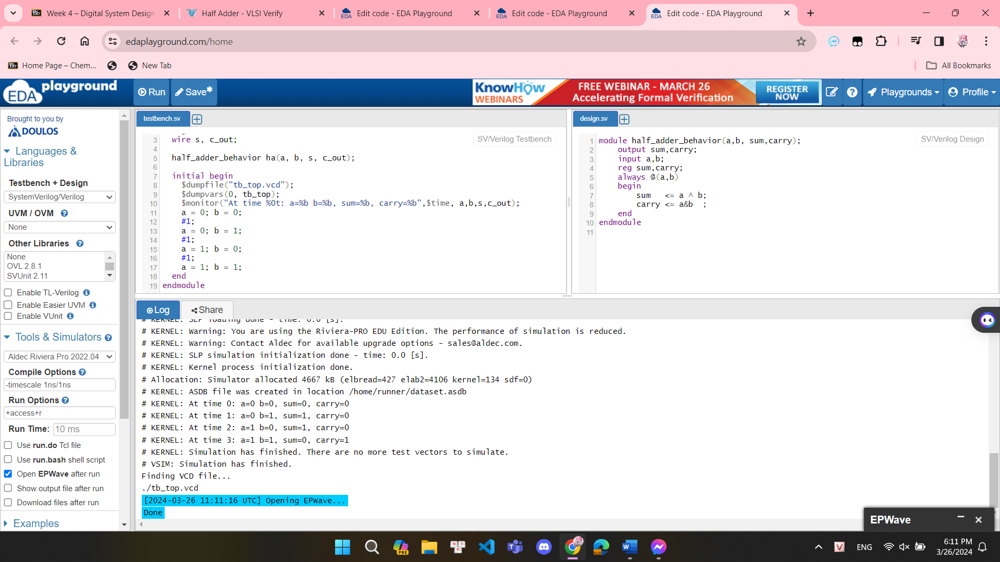 Week 4 – Digital System Design
Half Adder - VLSI Verify
Edit code - EDA Playground
Edit code - EDA Playground
Edit code - EDA Playground
edaplayground.com/home
Home Page – Chem...
New Tab
All Bookmarks
EDA playground
Run
Save*
KnowHow WEBINARS
FREE WEBINAR - MARCH 26
Accelerating Formal Verification
REGISTER NOW
Playgrounds
Profile
Brought to you by
DOULOS
Languages & Libraries
Testbench + Design
SystemVerilog/Verilog
UVM / OVM
None
Other Libraries
None
OVL 2.8.1
SVUnit 2.11
Enable TL-Verilog
Enable Easier UVM
Enable VUnit
Tools & Simulators
Aldec Riviera Pro 2022.04
Compile Options
-timescale 1ns/1ns
Run Options
+access+r
Run Time: 10 ms
Use run.do Tcl file
Use run.bash shell script
Open EPWave after run
Show output file after run
Download files after run
Examples
testbench.sv
SV/Verilog Testbench
3 wire s, c_out;
4
5 half_adder_behavior ha(a, b, s, c_out);
6
7 initial begin
8 $dumpfile("tb_top.vcd");
9 $dumpvars(0, tb_top);
10 $monitor("At time %0t: a=%b b=%b, sum=%b, carry=%b",$time, a,b,s,c_out);
11 a = 0; b = 0;
12 #1;
13 a = 0; b = 1;
14 #1;
15 a = 1; b = 0;
16 #1;
17 a = 1; b = 1;
18 end
19 endmodule
design.sv
SV/Verilog Design
1 module half_adder_behavior(a,b, sum,carry);
2 output sum,carry;
3 input a,b;
4 reg sum,carry;
5 always @(a,b)
6 begin
7 sum <= a ^ b;
8 carry <= a&b ;
9 end
10 endmodule
11
Log
Share
# KERNEL: SLP loading done - time: 0.0 [s].
# KERNEL: Warning: You are using the Riviera-PRO EDU Edition. The performance of simulation is reduced.
# KERNEL: Warning: Contact Aldec for available upgrade options - sales@aldec.com.
# KERNEL: SLP simulation initialization done - time: 0.0 [s].
# KERNEL: Kernel process initialization done.
# Allocation: Simulator allocated 4667 kB (elbread=427 elab2=4106 kernel=134 sdf=0)
# KERNEL: ASDB file was created in location /home/runner/dataset.asdb
# KERNEL: At time 0: a=0 b=0, sum=0, carry=0
# KERNEL: At time 1: a=0 b=1, sum=1, carry=0
# KERNEL: At time 2: a=1 b=0, sum=1, carry=0
# KERNEL: At time 3: a=1 b=1, sum=0, carry=1
# KERNEL: Simulation has finished. There are no more test vectors to simulate.
# VSIM: Simulation has finished.
Finding VCD file...
./tb_top.vcd
[2024-03-26 11:11:16 UTC] Opening EPWave...
Done
EPWave
ENG
6:11 PM
3/26/2024